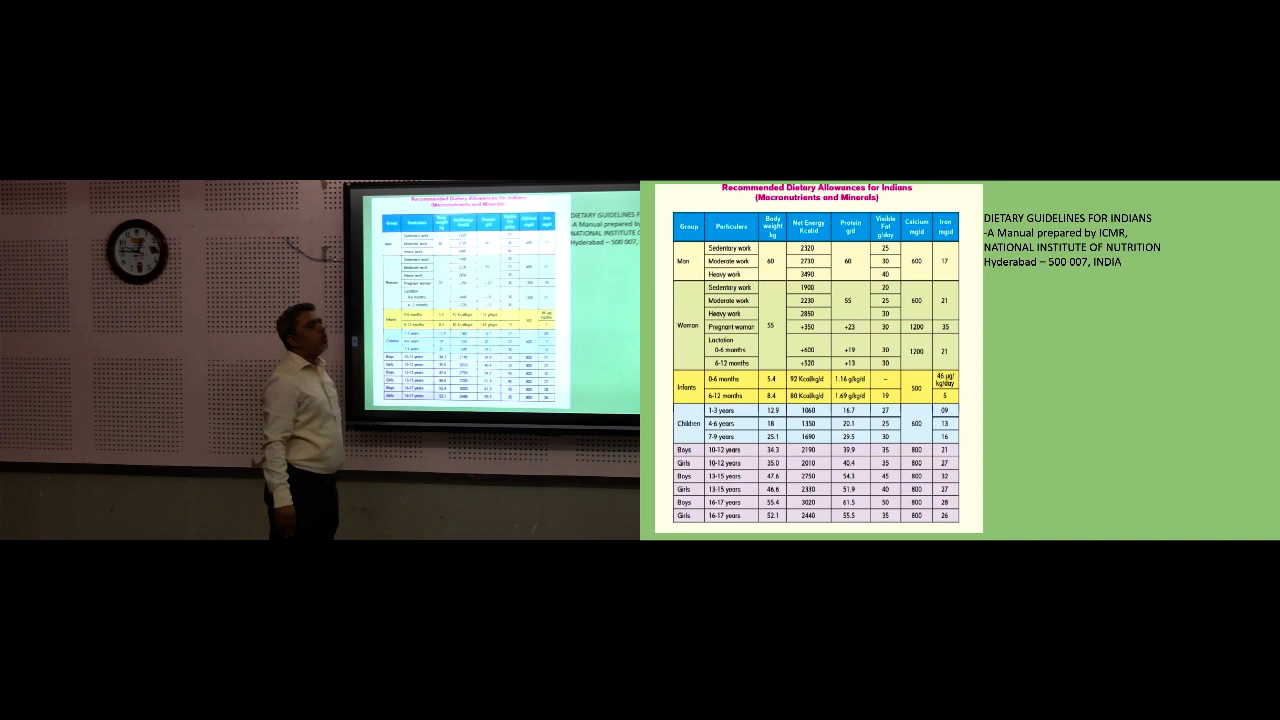 Recommended Dietary Allowances for Indians
(Macronutrients and Minerals)
Group Particulars Body weight kg Net Energy Kcal/d Protein g/d Visible Fat g/day Calcium mg/d Iron mg/d
Man Sedentary work 60 2320 60 25 600 17
Moderate work 2730 30
Heavy work 3490 40
Woman Sedentary work 55 1900 55 20 600 21
Moderate work 2230 25
Heavy work 2850 30
Pregnant woman +350 +23 30 1200 35
Lactation
0-6 months +600 +19 30 1200 21
6-12 months +520 +13 30
Infants 0-6 months 5.4 92 Kcal/kg/d 1.16 g/kg/d – 500 46 µg/kg/day
6-12 months 8.4 80 Kcal/kg/d 1.69 g/kg/d 19 5
Children 1-3 years 12.9 1060 16.7 27 600 09
4-6 years 18 1350 20.1 25 13
7-9 years 25.1 1690 29.5 30 16
Boys 10-12 years 34.3 2190 39.9 35 800 21
Girls 10-12 years 35.0 2010 40.4 35 800 27
Boys 13-15 years 47.6 2750 54.3 45 800 32
Girls 13-15 years 46.6 2330 51.9 40 800 27
Boys 16-17 years 55.4 3020 61.5 50 800 28
Girls 16-17 years 52.1 2440 55.5 35 800 26
DIETARY GUIDELINES FOR INDIANS
-A Manual prepared by ICMR.
NATIONAL INSTITUTE OF NUTRITION
Hyderabad – 500 007, INDIA